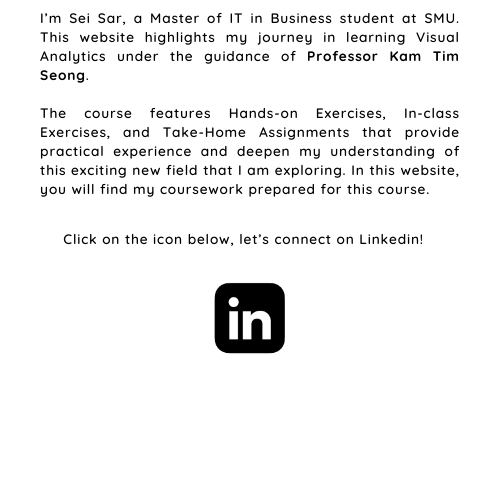 I'm Sei Sar, a Master of IT in Business student at SMU.
This website highlights my journey in learning Visual
Analytics under the guidance of Professor Kam Tim
Seong.
The course features Hands-on Exercises, In-class
Exercises, and Take-Home Assignments that provide
practical experience and deepen my understanding of
this exciting new field that I am exploring. In this website,
you will find my coursework prepared for this course.
Click on the icon below, let's connect on Linkedin!
in